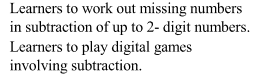 Learners to work out missing numbers
in subtraction of up to 2- digit numbers.
Learners to play digital games
involving subtraction.